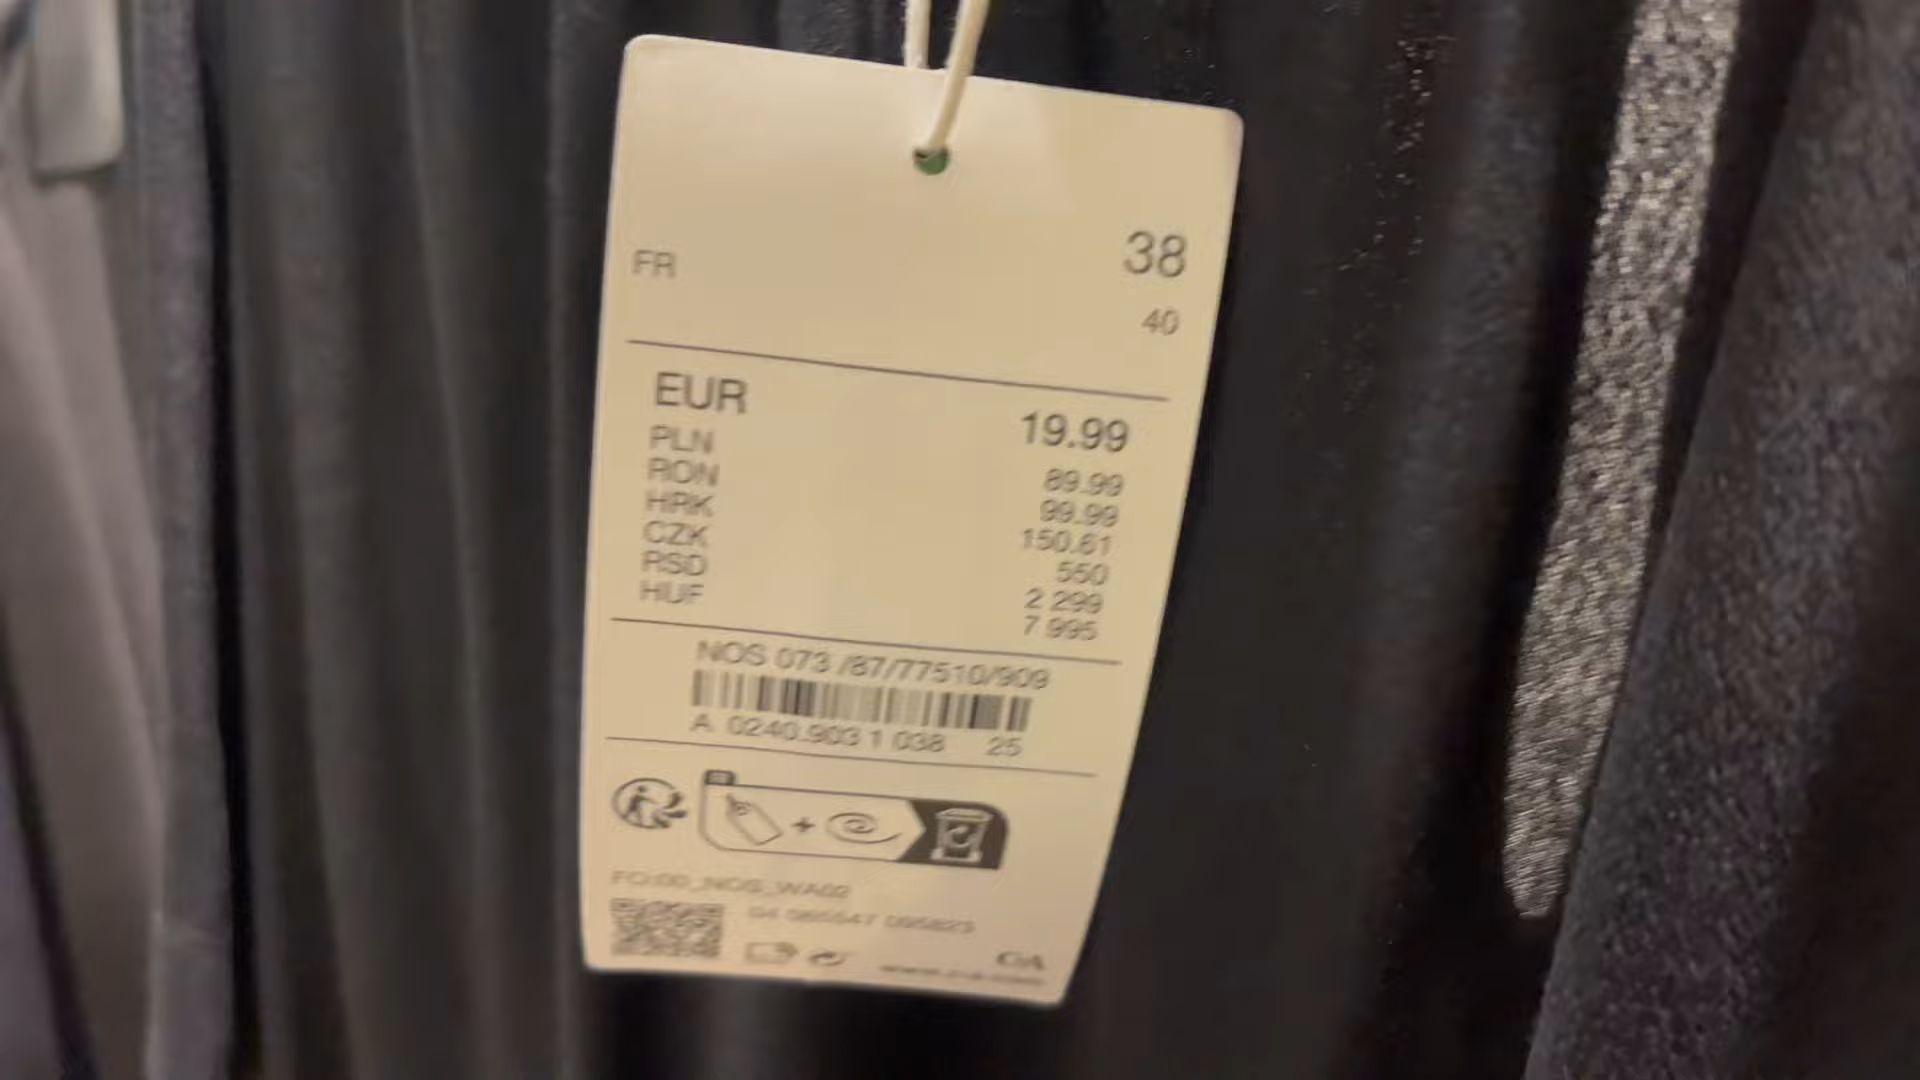 38
FR 40
EUR 19.99
PLN 89.99
RON 99.99
HRK 150.61
CZK 550
RSD 2 299
HUF 7 995
NOS 073 /87/77510/909
A 0240.903 1 038 25
+
C&A